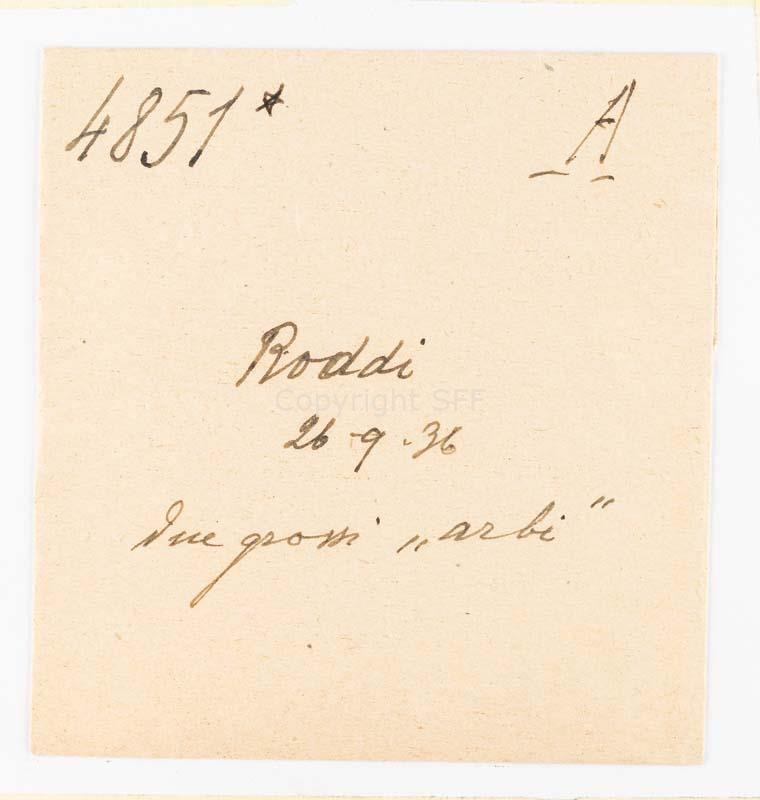 4851* A
Roddi
Copyright SFF
26-9-36
due grossi „arbi"